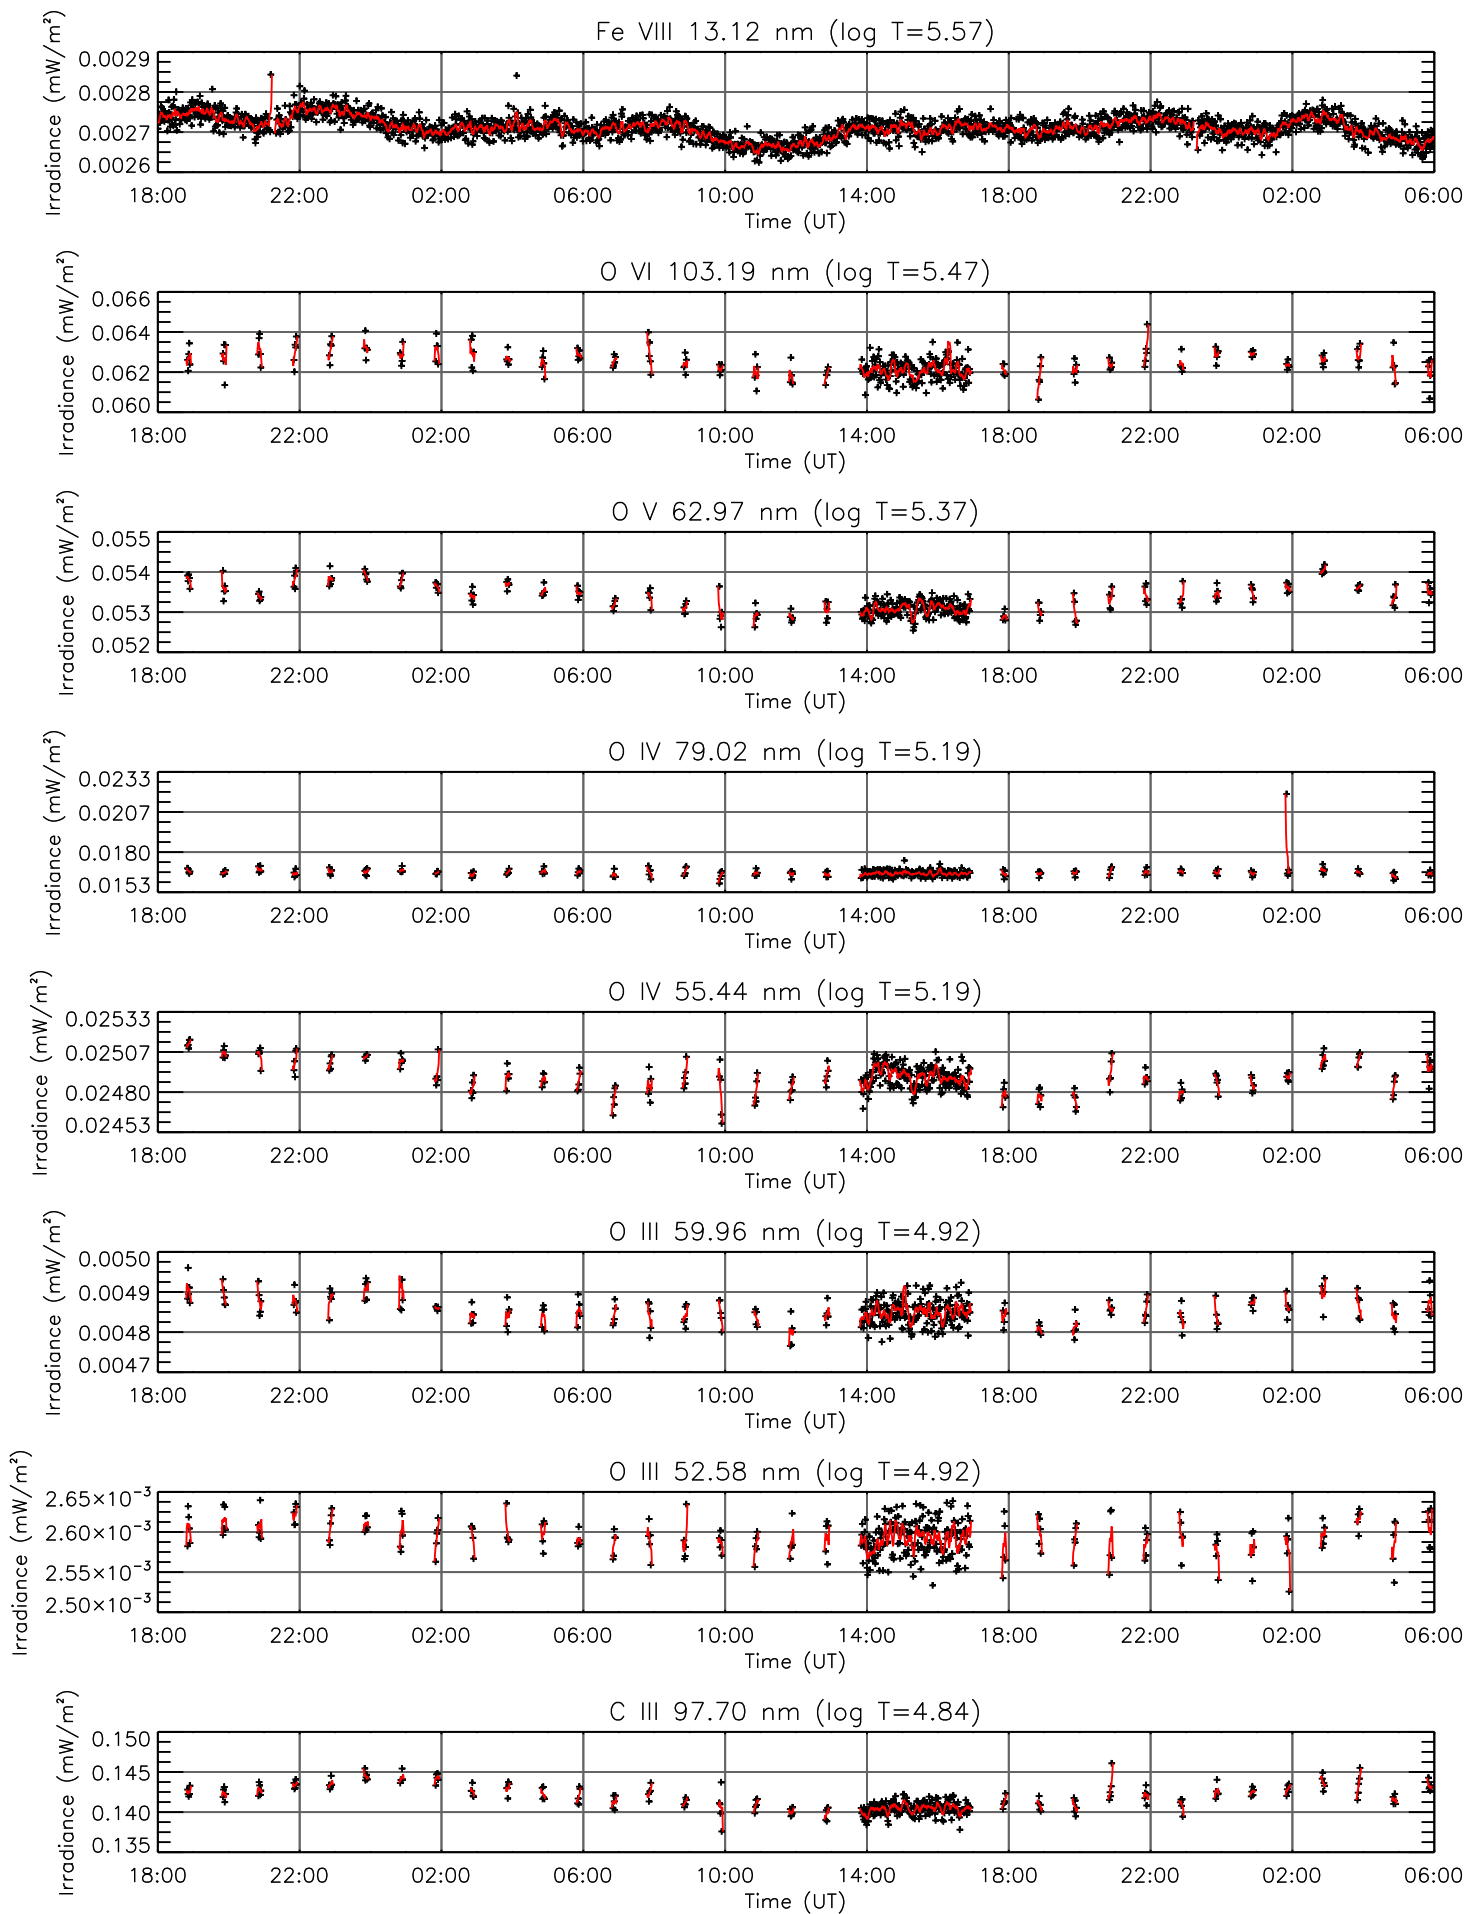 Fe VIII 13.12 nm (log T=5.57)
Irradiance (mW/m²)
0.0029
0.0028
0.0027
0.0026
18:00 22:00 02:00 06:00 10:00 14:00 18:00 22:00 02:00 06:00
Time (UT)
O VI 103.19 nm (log T=5.47)
Irradiance (mW/m²)
0.066
0.064
0.062
0.060
18:00 22:00 02:00 06:00 10:00 14:00 18:00 22:00 02:00 06:00
Time (UT)
O V 62.97 nm (log T=5.37)
Irradiance (mW/m²)
0.055
0.054
0.053
0.052
18:00 22:00 02:00 06:00 10:00 14:00 18:00 22:00 02:00 06:00
Time (UT)
O IV 79.02 nm (log T=5.19)
Irradiance (mW/m²)
0.0233
0.0207
0.0180
0.0153
18:00 22:00 02:00 06:00 10:00 14:00 18:00 22:00 02:00 06:00
Time (UT)
O IV 55.44 nm (log T=5.19)
Irradiance (mW/m²)
0.02533
0.02507
0.02480
0.02453
18:00 22:00 02:00 06:00 10:00 14:00 18:00 22:00 02:00 06:00
Time (UT)
O III 59.96 nm (log T=4.92)
Irradiance (mW/m²)
0.0050
0.0049
0.0048
0.0047
18:00 22:00 02:00 06:00 10:00 14:00 18:00 22:00 02:00 06:00
Time (UT)
O III 52.58 nm (log T=4.92)
Irradiance (mW/m²)
2.65×10⁻³
2.60×10⁻³
2.55×10⁻³
2.50×10⁻³
18:00 22:00 02:00 06:00 10:00 14:00 18:00 22:00 02:00 06:00
Time (UT)
C III 97.70 nm (log T=4.84)
Irradiance (mW/m²)
0.150
0.145
0.140
0.135
18:00 22:00 02:00 06:00 10:00 14:00 18:00 22:00 02:00 06:00
Time (UT)